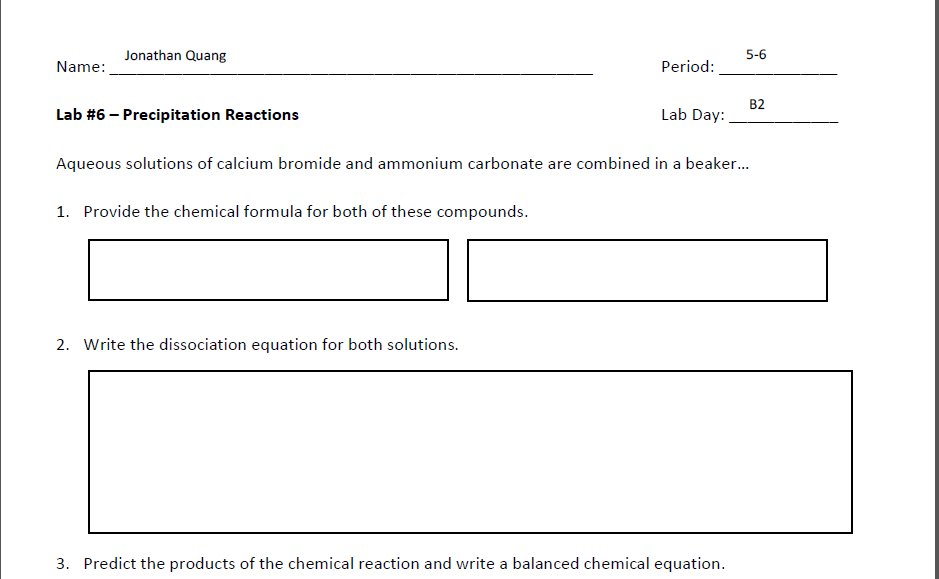 Name: Jonathan Quang Period: 5-6
Lab #6 – Precipitation Reactions Lab Day: B2
Aqueous solutions of calcium bromide and ammonium carbonate are combined in a beaker…
1. Provide the chemical formula for both of these compounds.
2. Write the dissociation equation for both solutions.
3. Predict the products of the chemical reaction and write a balanced chemical equation.